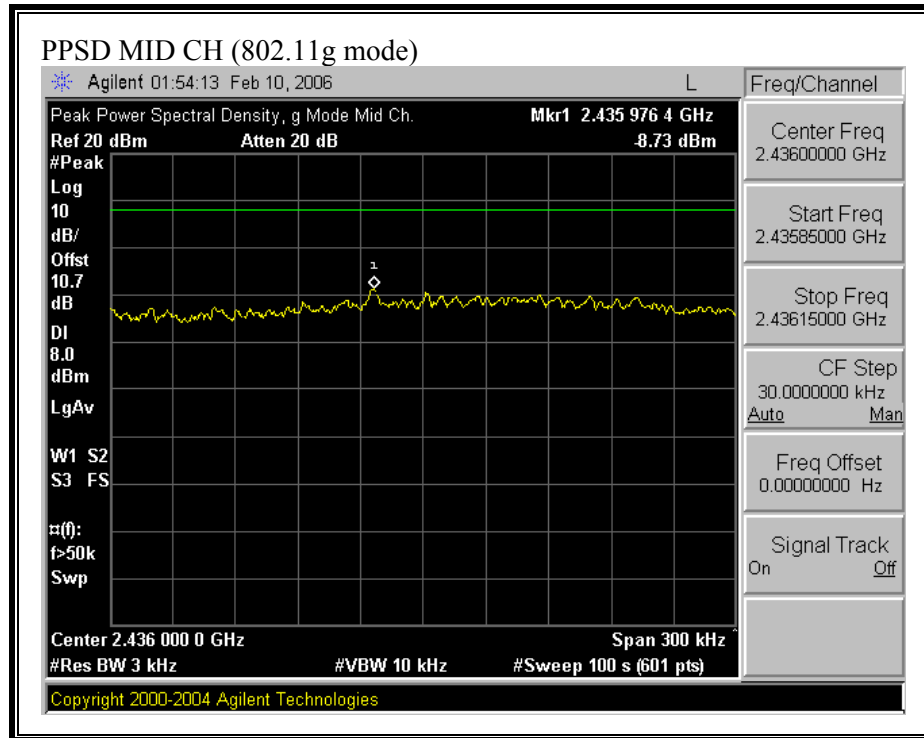 PPSD MID CH (802.11g mode)
Agilent 01:54:13 Feb 10, 2006 L
Peak Power Spectral Density, g Mode Mid Ch. Mkr1 2.435 976 4 GHz
Ref 20 dBm Atten 20 dB -8.73 dBm
#Peak
Log
10
dB/
Offst
10.7
dB
DI
8.0
dBm
LgAv
W1 S2
S3 FS
¤(f):
f>50k
Swp
1
Center 2.436 000 0 GHz Span 300 kHz ^
#Res BW 3 kHz #VBW 10 kHz #Sweep 100 s (601 pts)
Copyright 2000-2004 Agilent Technologies
Freq/Channel
Center Freq
2.43600000 GHz
Start Freq
2.43585000 GHz
Stop Freq
2.43615000 GHz
CF Step
30.0000000 kHz
Auto Man
Freq Offset
0.00000000 Hz
Signal Track
On Off